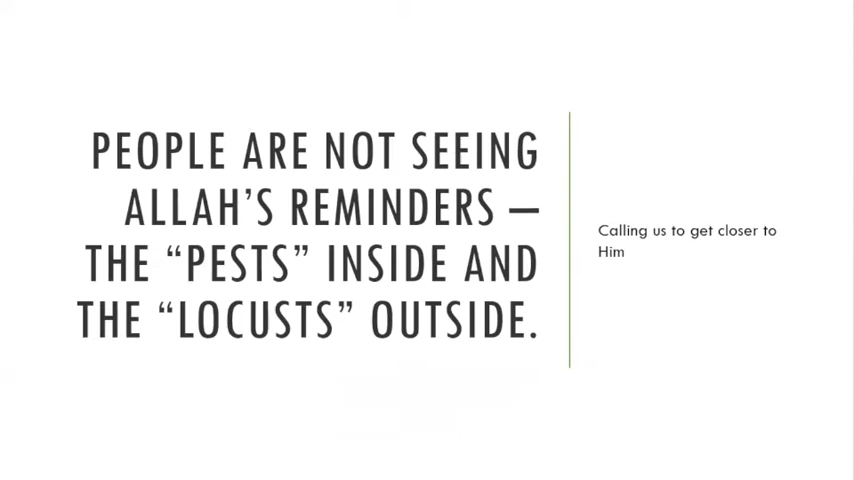 PEOPLE ARE NOT SEEING
ALLAH’S REMINDERS –
THE “PESTS” INSIDE AND
THE “LOCUSTS” OUTSIDE.
Calling us to get closer to
Him